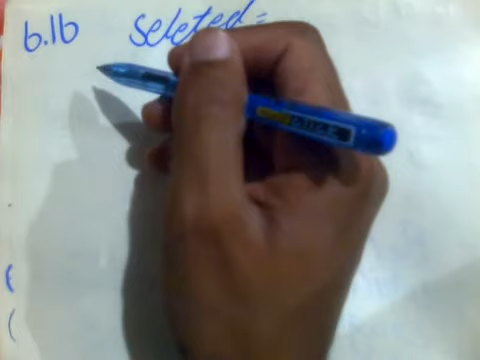 6.1b seleted =